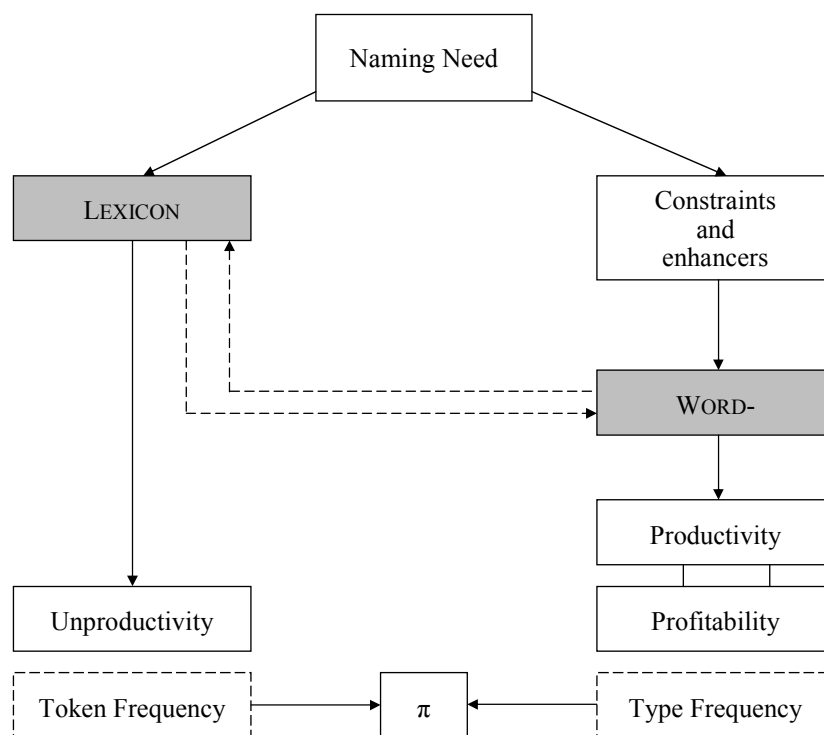 Naming Need
LEXICON
Constraints
and
enhancers
WORD-
Productivity
Unproductivity
Profitability
Token Frequency
π
Type Frequency